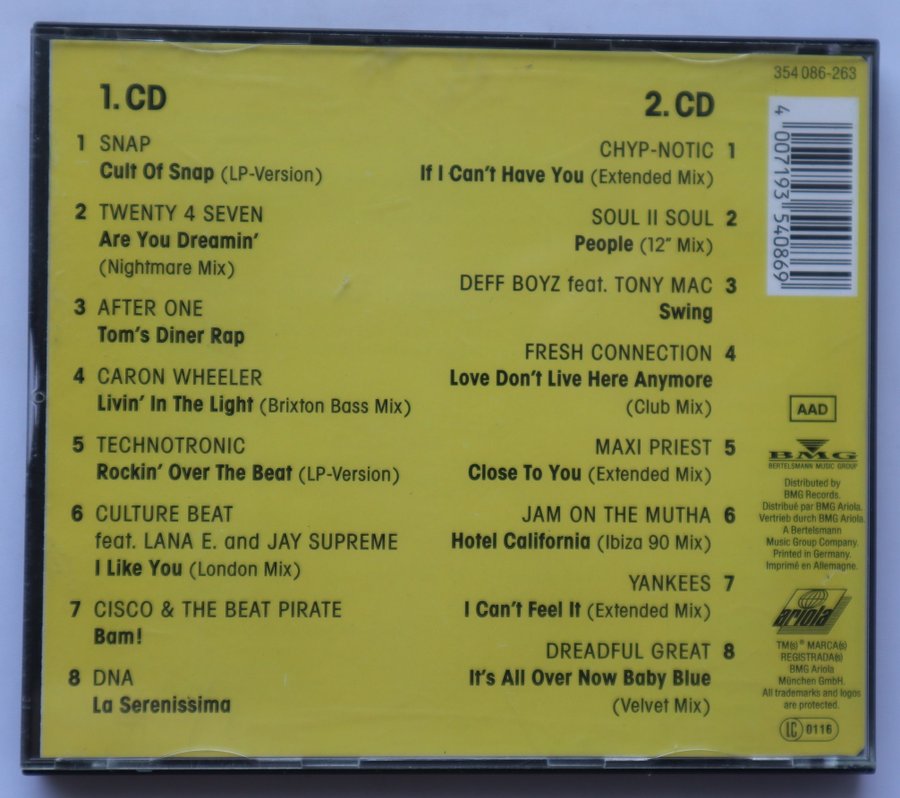 1. CD
1 SNAP
Cult Of Snap (LP-Version)
2 TWENTY 4 SEVEN
Are You Dreamin'
(Nightmare Mix)
3 AFTER ONE
Tom's Diner Rap
4 CARON WHEELER
Livin' In The Light (Brixton Bass Mix)
5 TECHNOTRONIC
Rockin' Over The Beat (LP-Version)
6 CULTURE BEAT
feat. LANA E. and JAY SUPREME
I Like You (London Mix)
7 CISCO & THE BEAT PIRATE
Bam!
8 DNA
La Serenissima
2. CD
CHYP-NOTIC 1
If I Can't Have You (Extended Mix)
SOUL II SOUL 2
People (12" Mix)
DEFF BOYZ feat. TONY MAC 3
Swing
FRESH CONNECTION 4
Love Don't Live Here Anymore
(Club Mix)
MAXI PRIEST 5
Close To You (Extended Mix)
JAM ON THE MUTHA 6
Hotel California (Ibiza 90 Mix)
YANKEES 7
I Can't Feel It (Extended Mix)
DREADFUL GREAT 8
It's All Over Now Baby Blue
(Velvet Mix)
354 086-263
4 007193 540869
AAD
BMG
BERTELSMANN MUSIC GROUP
Distributed by
BMG Records.
Distribué par BMG Ariola.
Vertrieb durch BMG Ariola.
A Bertelsmann
Music Group Company.
Printed in Germany.
Imprimé en Allemagne.
ariola
TM(s) ® MARCA(s)
REGISTRADA(s)
BMG Ariola
München GmbH.
All trademarks and logos
are protected.
LC 0116